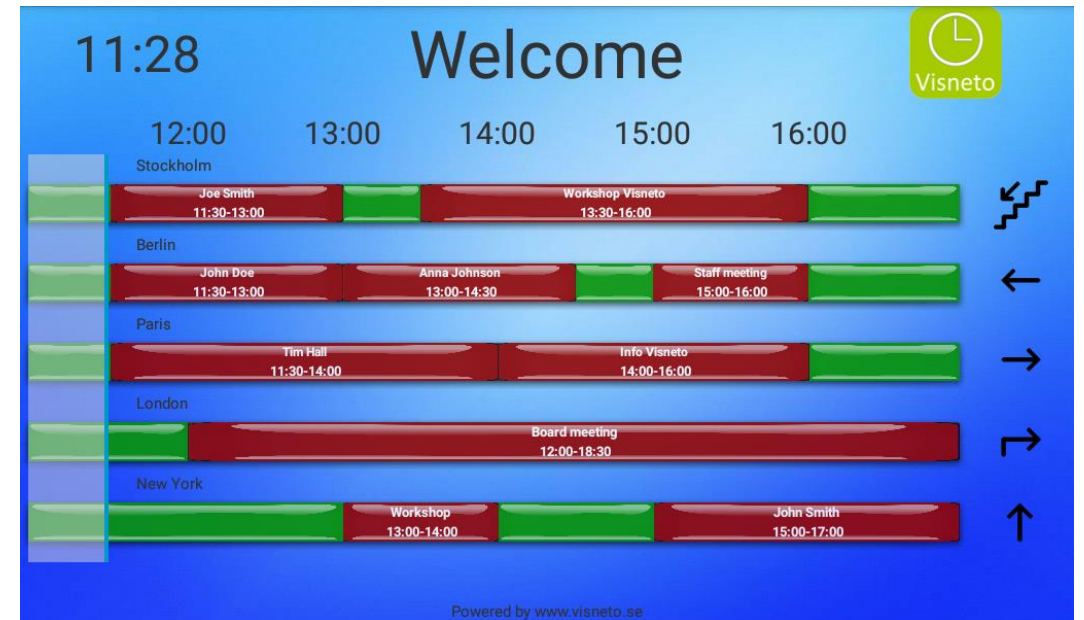 11:28
Welcome
Visneto
12:00 13:00 14:00 15:00 16:00
Stockholm
Joe Smith
11:30-13:00
Workshop Visneto
13:30-16:00
Berlin
John Doe
11:30-13:00
Anna Johnson
13:00-14:30
Staff meeting
15:00-16:00
Paris
Tim Hall
11:30-14:00
Info Visneto
14:00-16:00
London
Board meeting
12:00-18:30
New York
Workshop
13:00-14:00
John Smith
15:00-17:00
Powered by www.visneto.se